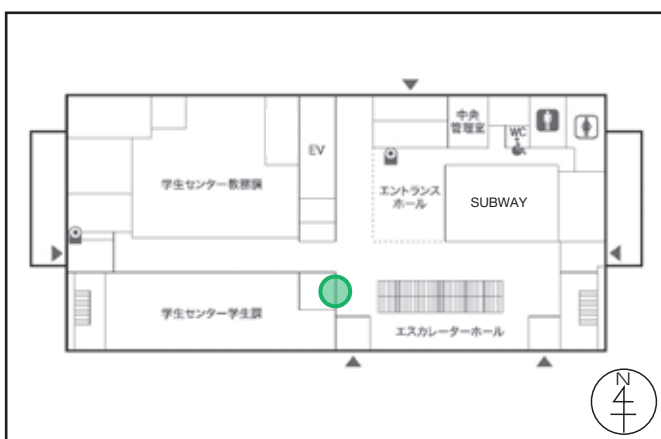 中央
管理室
WC
EV
学生センター教務課
エントランス
ホール
SUBWAY
学生センター学生課
エスカレーターホール
N